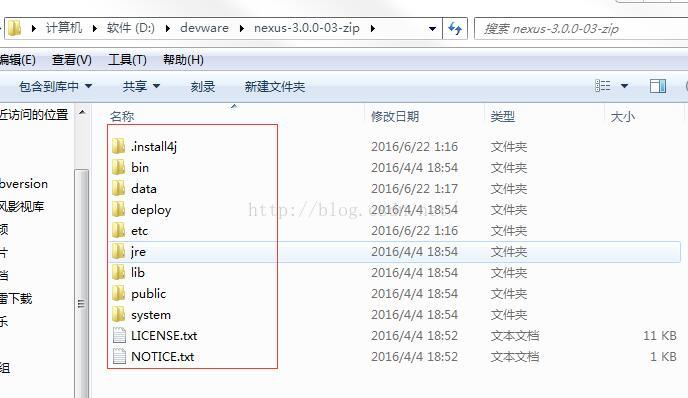 计算机 软件 (D:) devware nexus-3.0.0-03-zip 搜索 nexus-3.0.0-03-zip
编辑(E) 查看(V) 工具(T) 帮助(H)
包含到库中 共享 刻录 新建文件夹
近访问的位置 名称 修改日期 类型 大小
.install4j 2016/6/22 1:16 文件夹
bin 2016/4/4 18:54 文件夹
bversion data 2016/6/22 1:17 文件夹
风影视库 deploy 2016/4/4 18:54 文件夹
http://blog.
频 etc 2016/6/22 1:16 文件夹
片 jre 2016/4/4 18:54 文件夹
档 lib 2016/4/4 18:54 文件夹
雷下载 public 2016/4/4 18:54 文件夹
乐 system 2016/4/4 18:54 文件夹
LICENSE.txt 2016/4/4 18:52 文本文档 11 KB
组 NOTICE.txt 2016/4/4 18:52 文本文档 1 KB